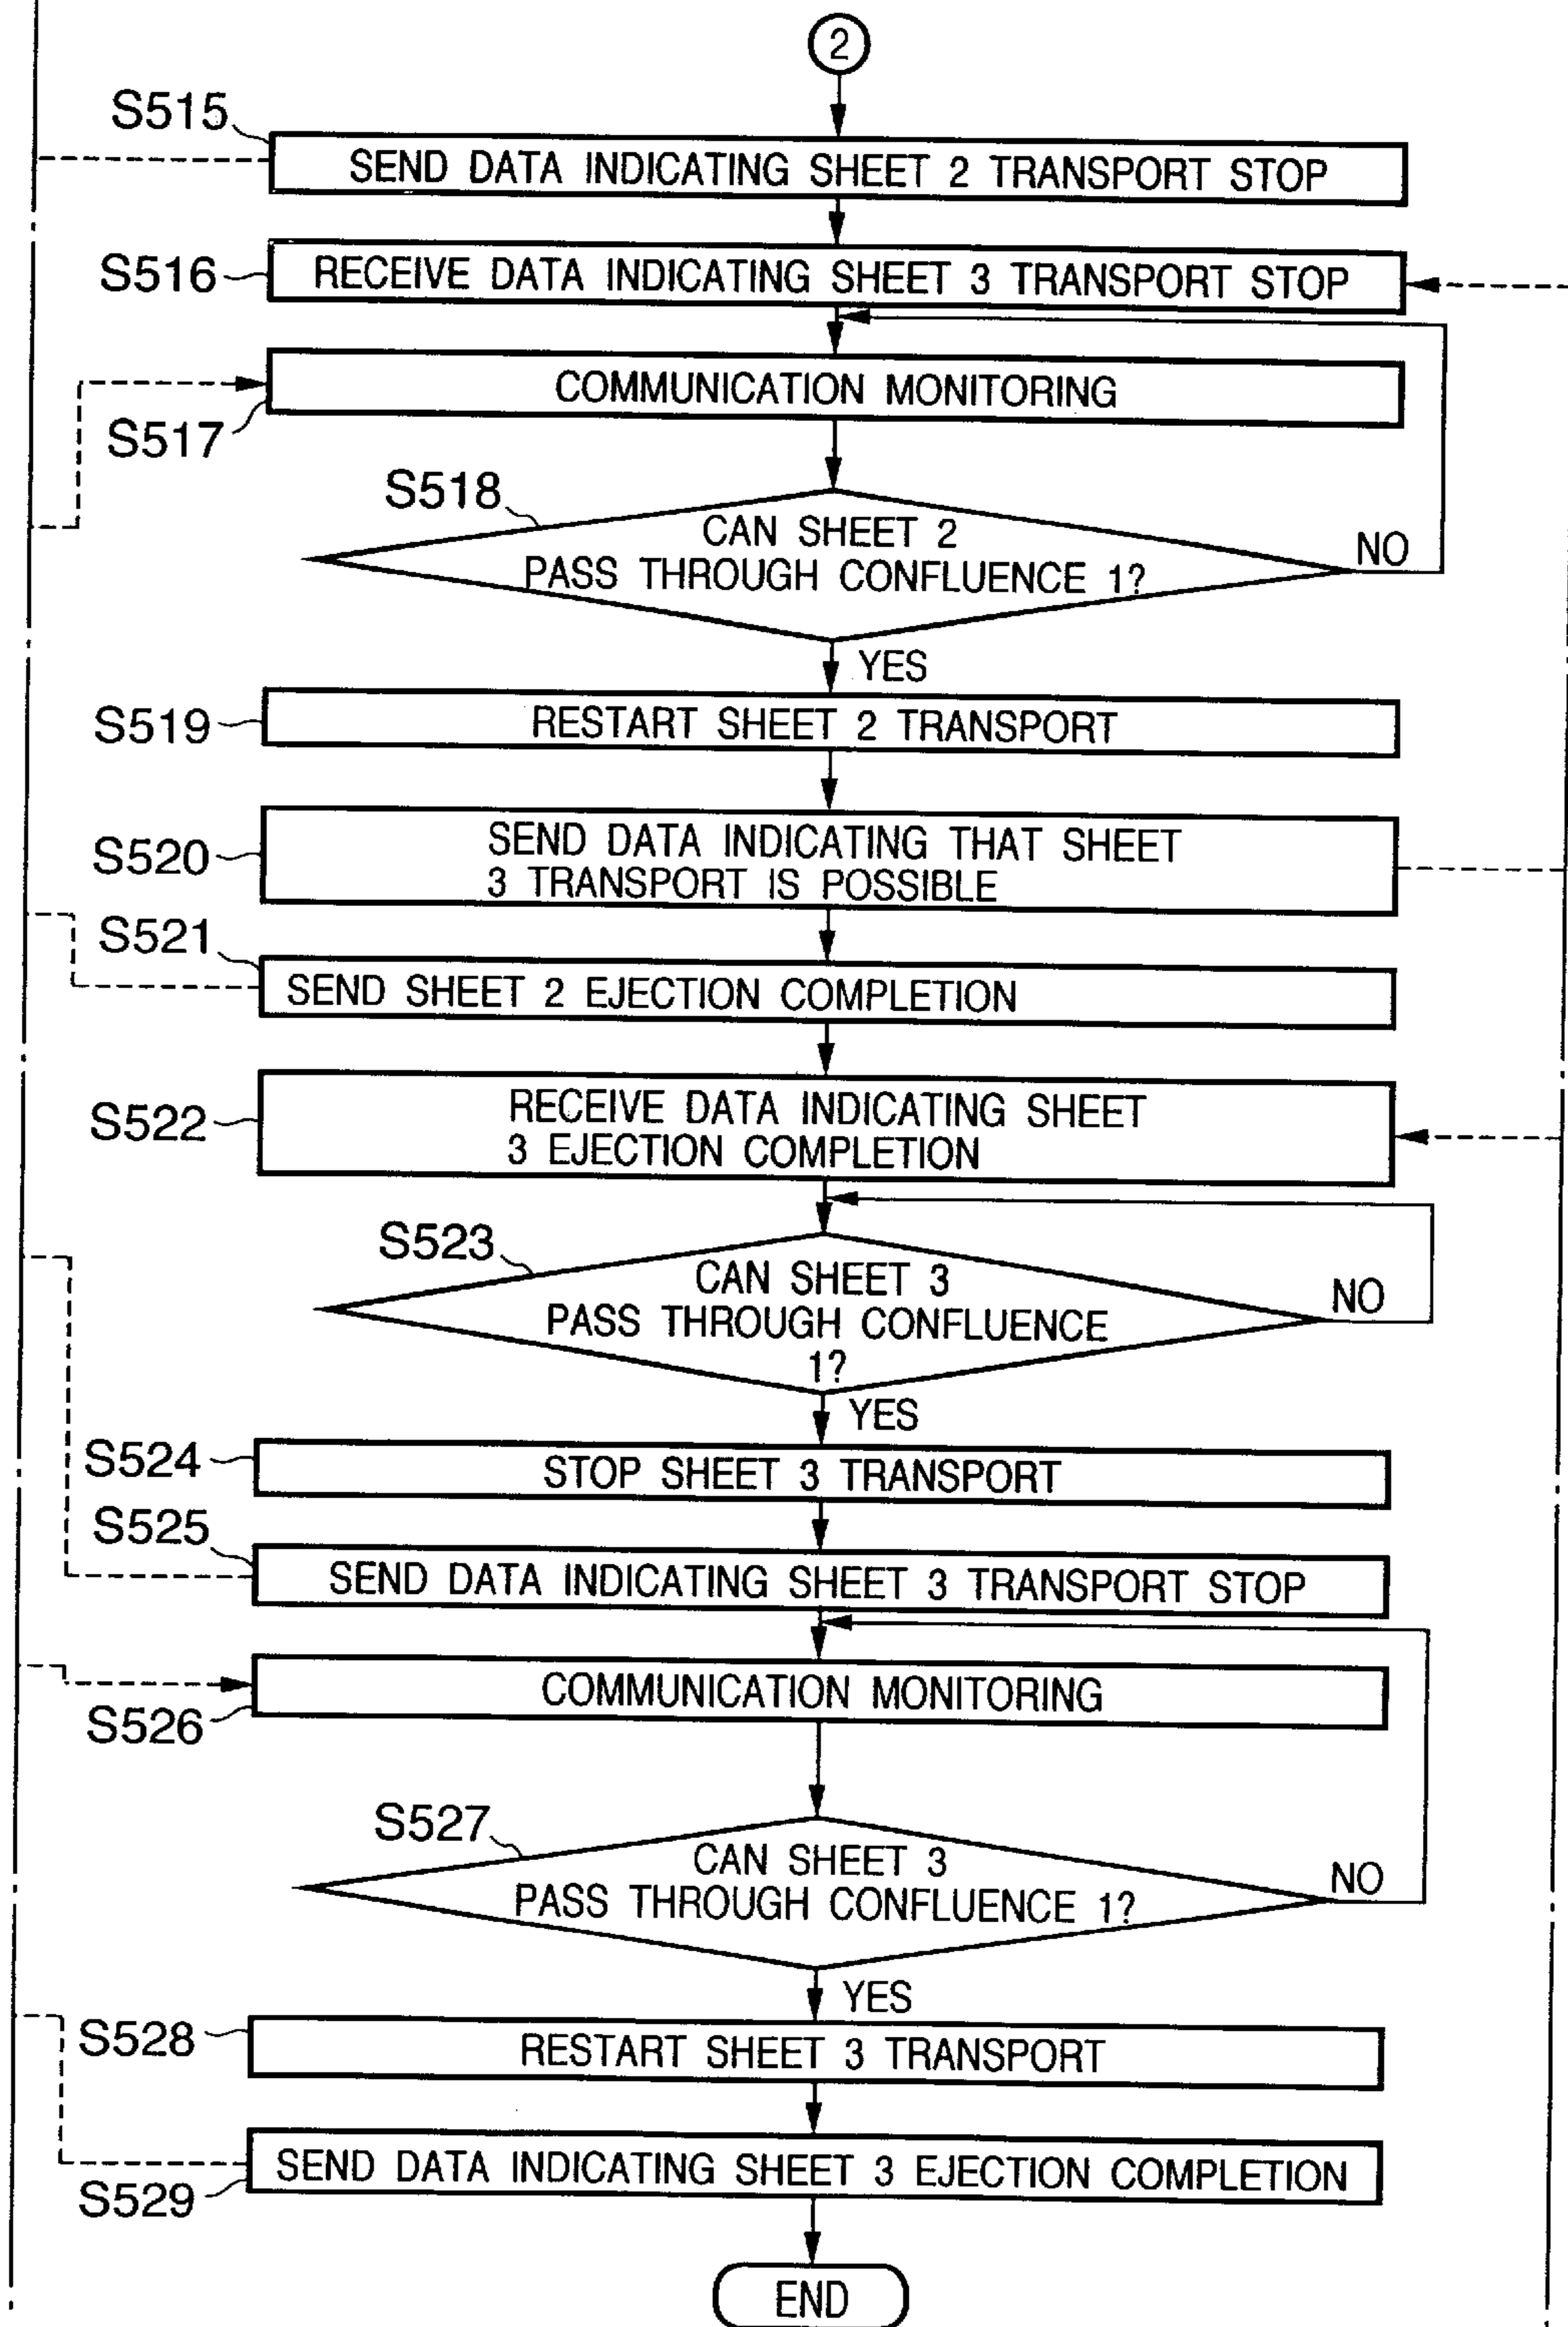 2
S515
SEND DATA INDICATING SHEET 2 TRANSPORT STOP
S516
RECEIVE DATA INDICATING SHEET 3 TRANSPORT STOP
COMMUNICATION MONITORING
S517
S518
CAN SHEET 2
PASS THROUGH CONFLUENCE 1?
NO
YES
S519
RESTART SHEET 2 TRANSPORT
S520
SEND DATA INDICATING THAT SHEET
3 TRANSPORT IS POSSIBLE
S521
SEND SHEET 2 EJECTION COMPLETION
S522
RECEIVE DATA INDICATING SHEET
3 EJECTION COMPLETION
S523
CAN SHEET 3
PASS THROUGH CONFLUENCE
1?
NO
YES
S524
STOP SHEET 3 TRANSPORT
S525
SEND DATA INDICATING SHEET 3 TRANSPORT STOP
COMMUNICATION MONITORING
S526
S527
CAN SHEET 3
PASS THROUGH CONFLUENCE 1?
NO
YES
S528
RESTART SHEET 3 TRANSPORT
SEND DATA INDICATING SHEET 3 EJECTION COMPLETION
S529
END